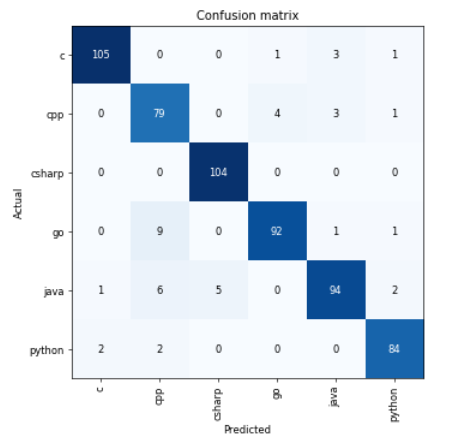 Confusion matrix
c 105 0 0 1 3 1
cpp 0 79 0 4 3 1
csharp 0 0 104 0 0 0
go 0 9 0 92 1 1
java 1 6 5 0 94 2
python 2 2 0 0 0 84
c cpp csharp go java python
Actual
Predicted